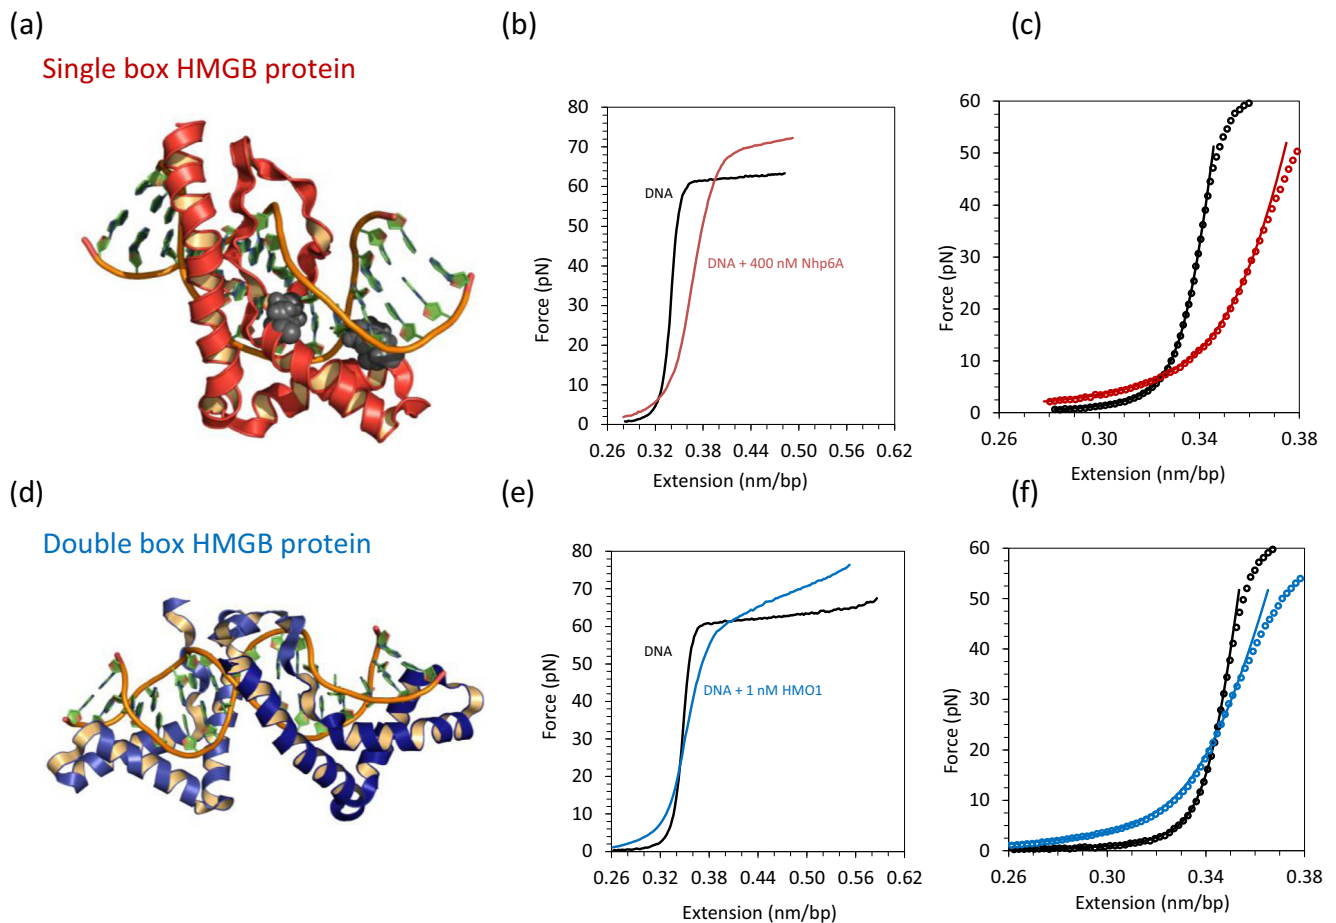 (a)
Single box HMGB protein
(b)
80
70
60
50
40
30
20
10
0
Force (pN)
DNA
DNA + 400 nM Nhp6A
0.26 0.32 0.38 0.44 0.50 0.56 0.62
Extension (nm/bp)
(c)
60
50
40
30
20
10
0
Force (pN)
0.26 0.30 0.34 0.38
Extension (nm/bp)
(d)
Double box HMGB protein
(e)
80
70
60
50
40
30
20
10
0
Force (pN)
DNA
DNA + 1 nM HMO1
0.26 0.32 0.38 0.44 0.50 0.56 0.62
Extension (nm/bp)
(f)
60
50
40
30
20
10
0
Force (pN)
0.26 0.30 0.34 0.38
Extension (nm/bp)